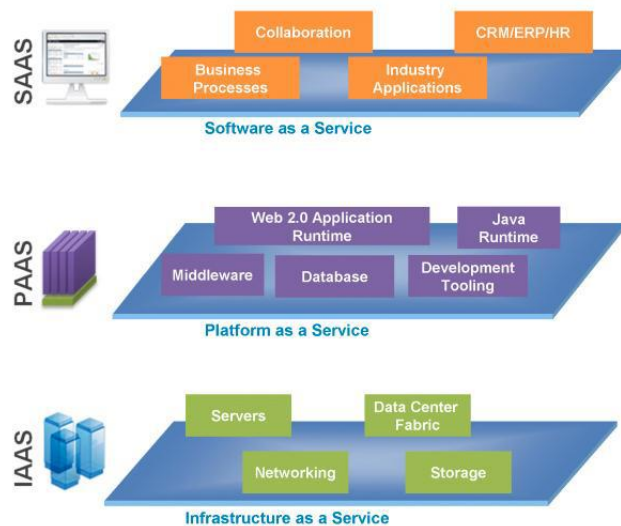 SAAS
Collaboration
CRM/ERP/HR
Business
Processes
Industry
Applications
Software as a Service
PAAS
Web 2.0 Application
Runtime
Java
Runtime
Middleware
Database
Development
Tooling
Platform as a Service
IAAS
Servers
Data Center
Fabric
Networking
Storage
Infrastructure as a Service